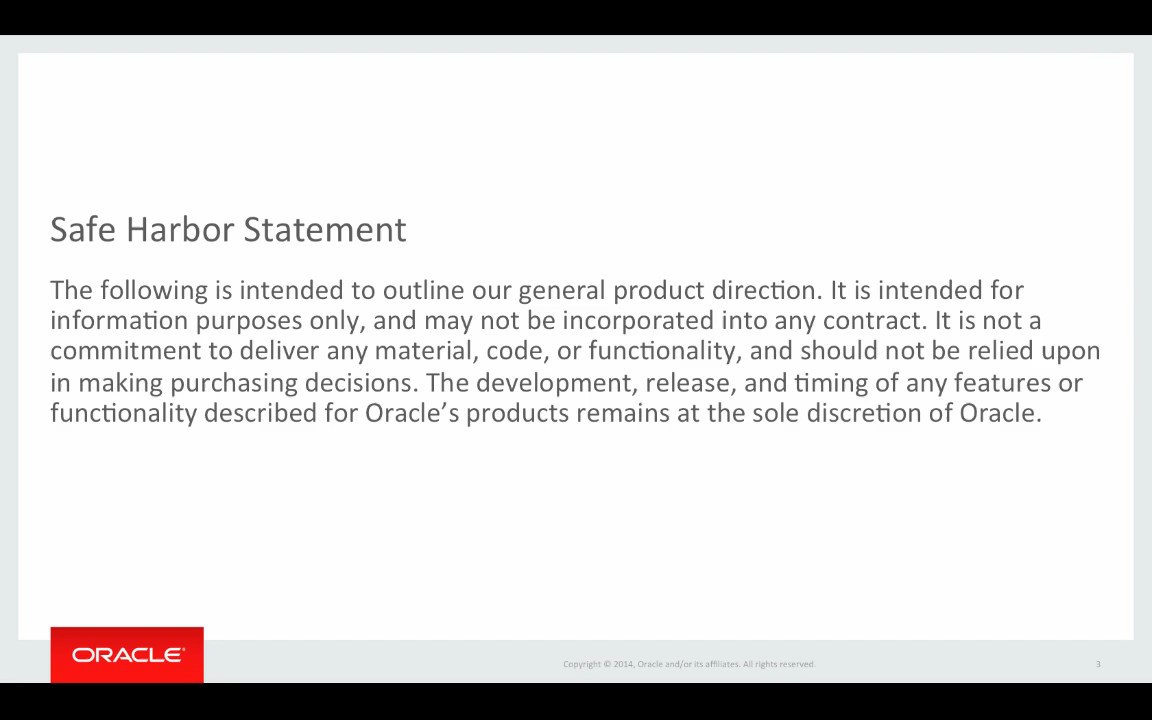 Safe Harbor Statement
The following is intended to outline our general product direction. It is intended for
information purposes only, and may not be incorporated into any contract. It is not a
commitment to deliver any material, code, or functionality, and should not be relied upon
in making purchasing decisions. The development, release, and timing of any features or
functionality described for Oracle’s products remains at the sole discretion of Oracle.
ORACLE®
Copyright © 2014, Oracle and/or its affiliates. All rights reserved.
3